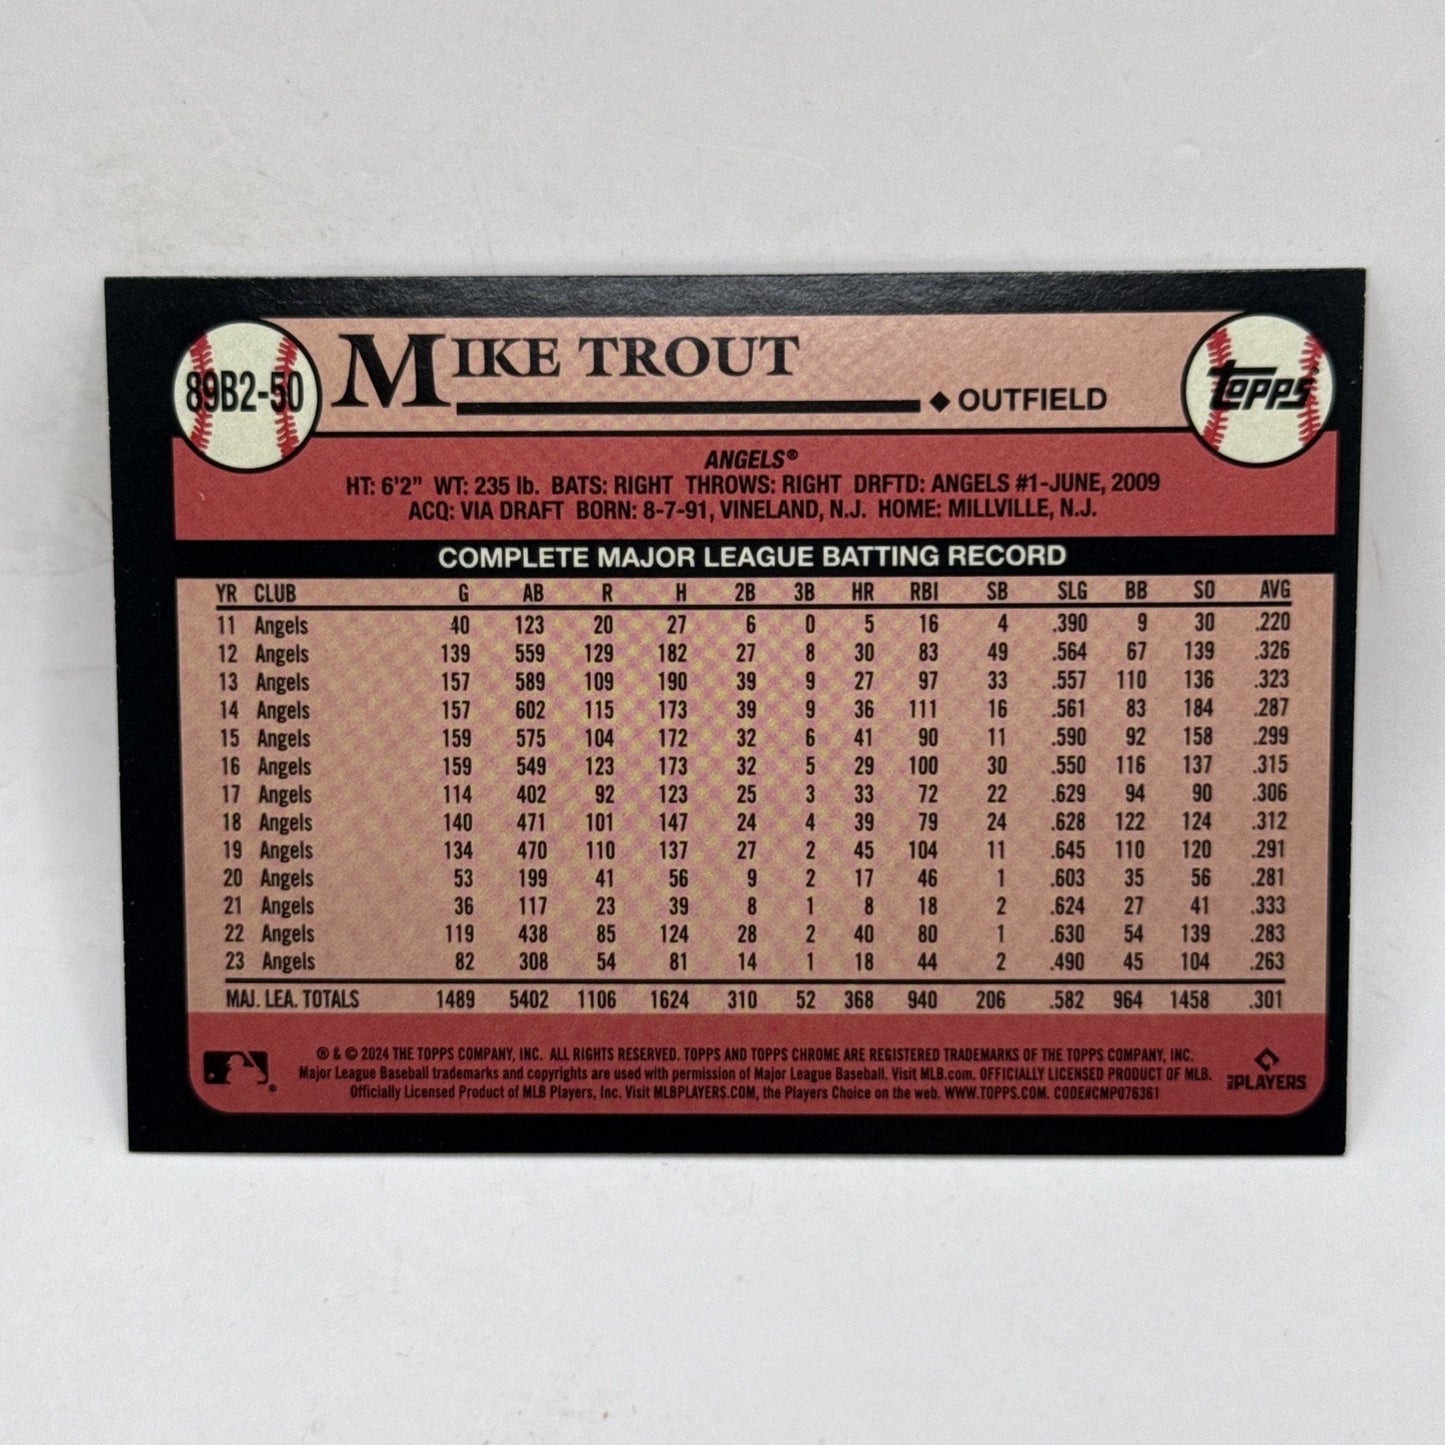 89B2-50
MIKE TROUT
◆ OUTFIELD
topps
ANGELS®
HT: 6'2" WT: 235 lb. BATS: RIGHT THROWS: RIGHT DRFTD: ANGELS #1-JUNE, 2009
ACQ: VIA DRAFT BORN: 8-7-91, VINELAND, N.J. HOME: MILLVILLE, N.J.
COMPLETE MAJOR LEAGUE BATTING RECORD
YR CLUB G AB R H 2B 3B HR RBI SB SLG BB SO AVG
11 Angels 40 123 20 27 6 0 5 16 4 .390 9 30 .220
12 Angels 139 559 129 182 27 8 30 83 49 .564 67 139 .326
13 Angels 157 589 109 190 39 9 27 97 33 .557 110 136 .323
14 Angels 157 602 115 173 39 9 36 111 16 .561 83 184 .287
15 Angels 159 575 104 172 32 6 41 90 11 .590 92 158 .299
16 Angels 159 549 123 173 32 5 29 100 30 .550 116 137 .315
17 Angels 114 402 92 123 25 3 33 72 22 .629 94 90 .306
18 Angels 140 471 101 147 24 4 39 79 24 .628 122 124 .312
19 Angels 134 470 110 137 27 2 45 104 11 .645 110 120 .291
20 Angels 53 199 41 56 9 2 17 46 1 .603 35 56 .281
21 Angels 36 117 23 39 8 1 8 18 2 .624 27 41 .333
22 Angels 119 438 85 124 28 2 40 80 1 .630 54 139 .283
23 Angels 82 308 54 81 14 1 18 44 2 .490 45 104 .263
MAJ. LEA. TOTALS 1489 5402 1106 1624 310 52 368 940 206 .582 964 1458 .301
® & © 2024 THE TOPPS COMPANY, INC. ALL RIGHTS RESERVED. TOPPS AND TOPPS CHROME ARE REGISTERED TRADEMARKS OF THE TOPPS COMPANY, INC.
Major League Baseball trademarks and copyrights are used with permission of Major League Baseball. Visit MLB.com. OFFICIALLY LICENSED PRODUCT OF MLB.
Officially Licensed Product of MLB Players, Inc. Visit MLBPLAYERS.COM, the Players Choice on the web. WWW.TOPPS.COM. CODE#CMP076361
MLB PLAYERS